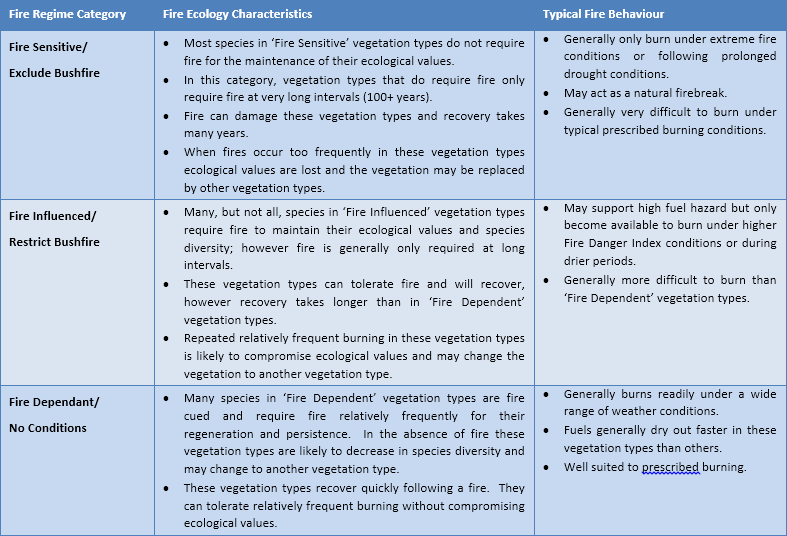 Fire Regime Category
Fire Ecology Characteristics
Typical Fire Behaviour
Fire Sensitive/
Exclude Bushfire
• Most species in ‘Fire Sensitive’ vegetation types do not require
fire for the maintenance of their ecological values.
• In this category, vegetation types that do require fire only
require fire at very long intervals (100+ years).
• Fire can damage these vegetation types and recovery takes
many years.
• When fires occur too frequently in these vegetation types
ecological values are lost and the vegetation may be replaced
by other vegetation types.
• Generally only burn under extreme fire
conditions or following prolonged
drought conditions.
• May act as a natural firebreak.
• Generally very difficult to burn under
typical prescribed burning conditions.
Fire Influenced/
Restrict Bushfire
• Many, but not all, species in ‘Fire Influenced’ vegetation types
require fire to maintain their ecological values and species
diversity; however fire is generally only required at long
intervals.
• These vegetation types can tolerate fire and will recover,
however recovery takes longer than in ‘Fire Dependent’
vegetation types.
• Repeated relatively frequent burning in these vegetation types
is likely to compromise ecological values and may change the
vegetation to another vegetation type.
• May support high fuel hazard but only
become available to burn under higher
Fire Danger Index conditions or during
drier periods.
• Generally more difficult to burn than
‘Fire Dependent’ vegetation types.
Fire Dependant/
No Conditions
• Many species in ‘Fire Dependent’ vegetation types are fire
cued and require fire relatively frequently for their
regeneration and persistence. In the absence of fire these
vegetation types are likely to decrease in species diversity and
may change to another vegetation type.
• These vegetation types recover quickly following a fire. They
can tolerate relatively frequent burning without compromising
ecological values.
• Generally burns readily under a wide
range of weather conditions.
• Fuels generally dry out faster in these
vegetation types than others.
• Well suited to prescribed burning.